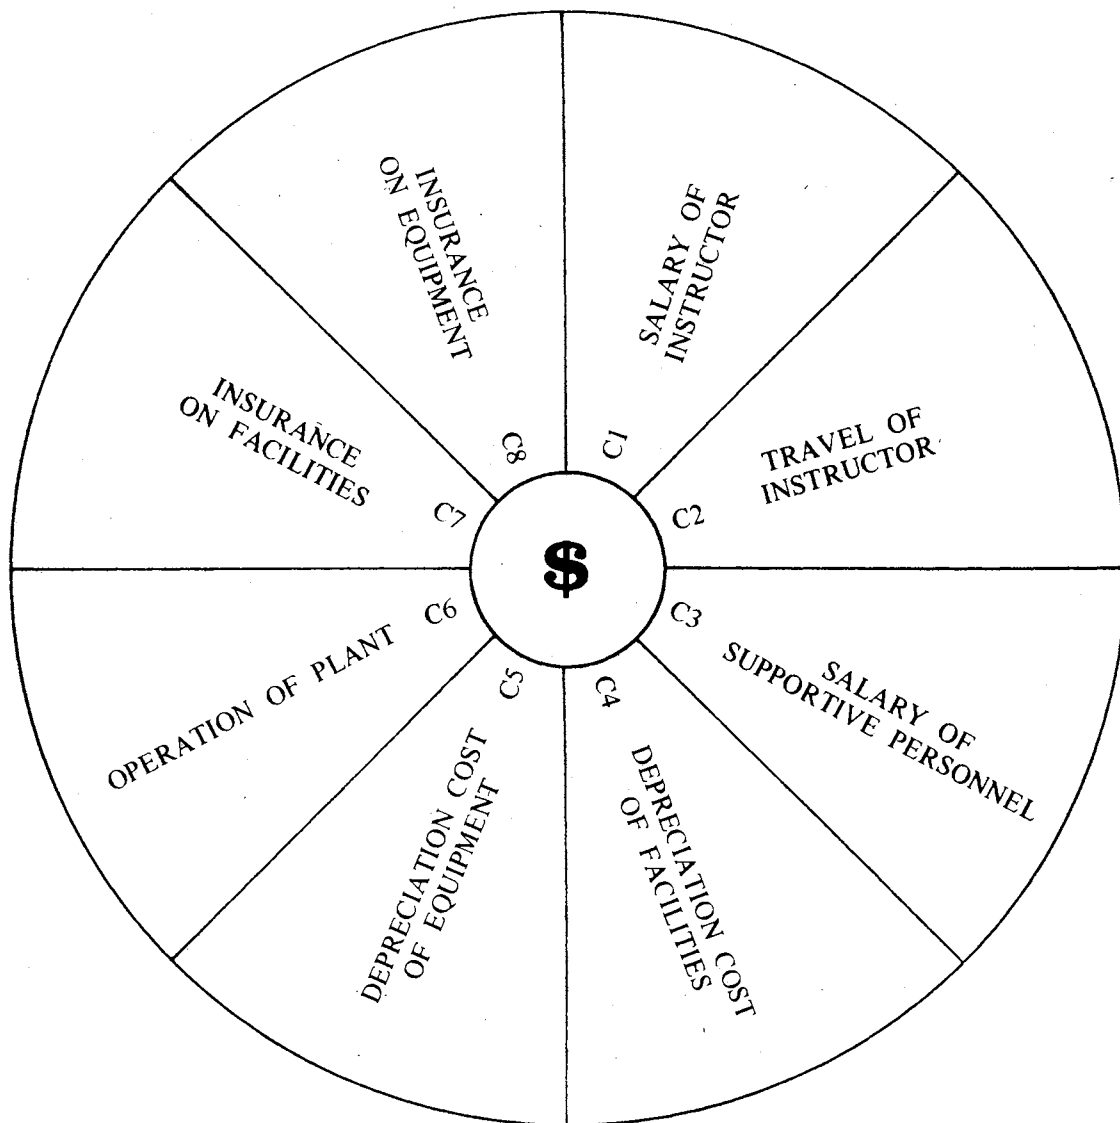 $
C1
SALARY OF
INSTRUCTOR
C2
TRAVEL OF
INSTRUCTOR
C3
SALARY OF
SUPPORTIVE PERSONNEL
C4
DEPRECIATION COST
OF FACILITIES
C5
DEPRECIATION COST
OF EQUIPMENT
C6
OPERATION OF PLANT
C7
INSURANCE
ON FACILITIES
C8
INSURANCE
ON EQUIPMENT